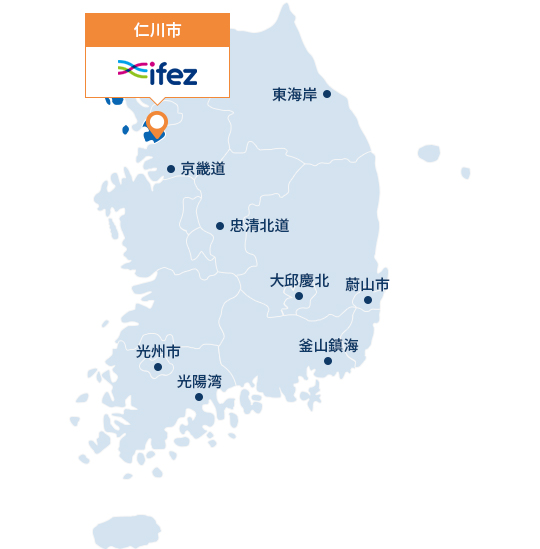 仁川市
ifez
東海岸
京畿道
忠清北道
大邱慶北
蔚山市
釜山鎮海
光州市
光陽湾